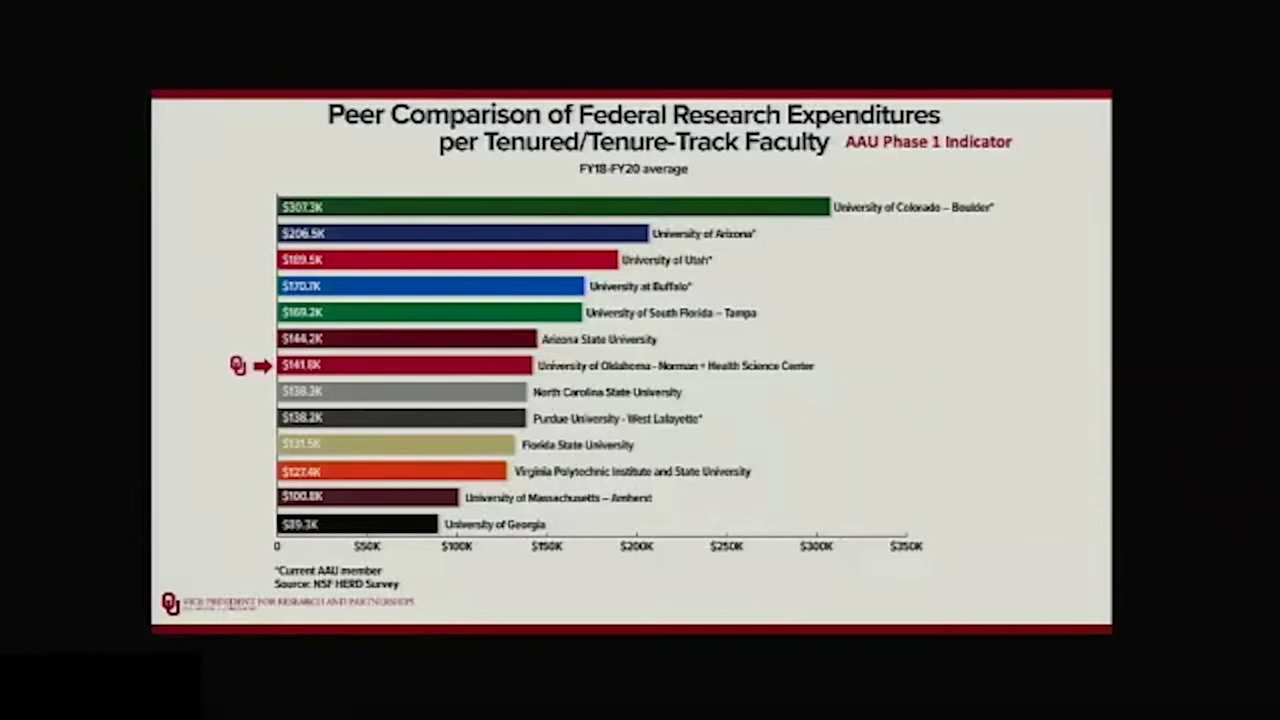 Peer Comparison of Federal Research Expenditures
per Tenured/Tenure-Track Faculty AAU Phase 1 Indicator
FY18-FY20 average
$307.3K University of Colorado – Boulder*
$206.5K University of Arizona*
$189.5K University of Utah*
$170.7K University at Buffalo*
$169.2K University of South Florida – Tampa
$144.2K Arizona State University
OU $141.8K University of Oklahoma - Norman + Health Science Center
$138.3K North Carolina State University
$138.2K Purdue University - West Lafayette*
$131.5K Florida State University
$127.4K Virginia Polytechnic Institute and State University
$100.8K University of Massachusetts – Amherst
$89.3K University of Georgia
0 $50K $100K $150K $200K $250K $300K $350K
*Current AAU member
Source: NSF HERD Survey
OU VICE PRESIDENT FOR RESEARCH AND PARTNERSHIPS